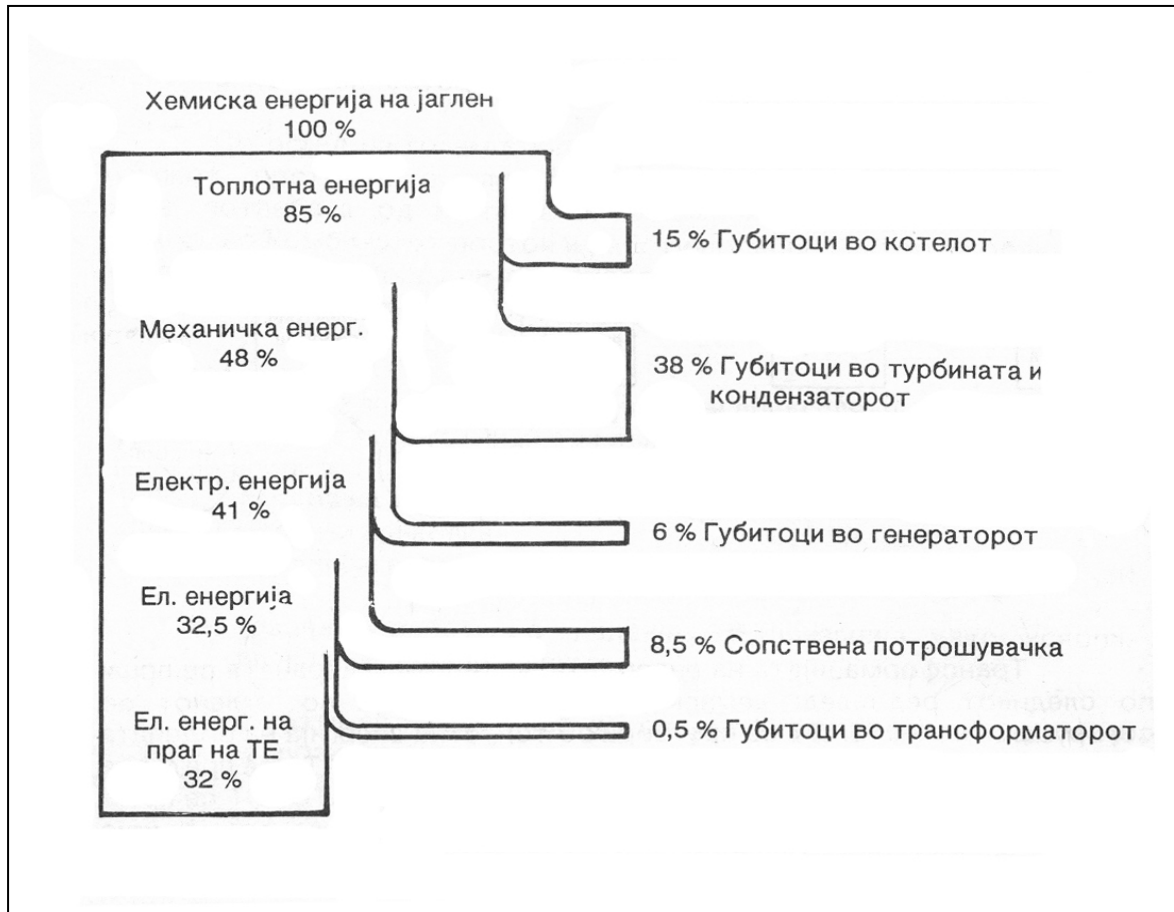 Хемиска енергија на јаглен
100 %
Топлотна енергија
85 %
15 % Губитоци во котелот
Механичка енерг.
48 %
38 % Губитоци во турбината и
кондензаторот
Електр. енергија
41 %
6 % Губитоци во генераторот
Ел. енергија
32,5 %
8,5 % Сопствена потрошувачка
Ел. енерг. на
праг на ТЕ
32 %
0,5 % Губитоци во трансформаторот